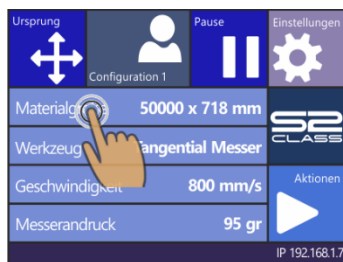 Ursprung
Configuration 1
Pause
Einstellungen
50000 x 718 mm
Werkzeug
Tangential Messer
Geschwindigkeit
800 mm/s
Messerandruck
95 gr
S2
CLASS
Aktionen
IP 192.168.1.7